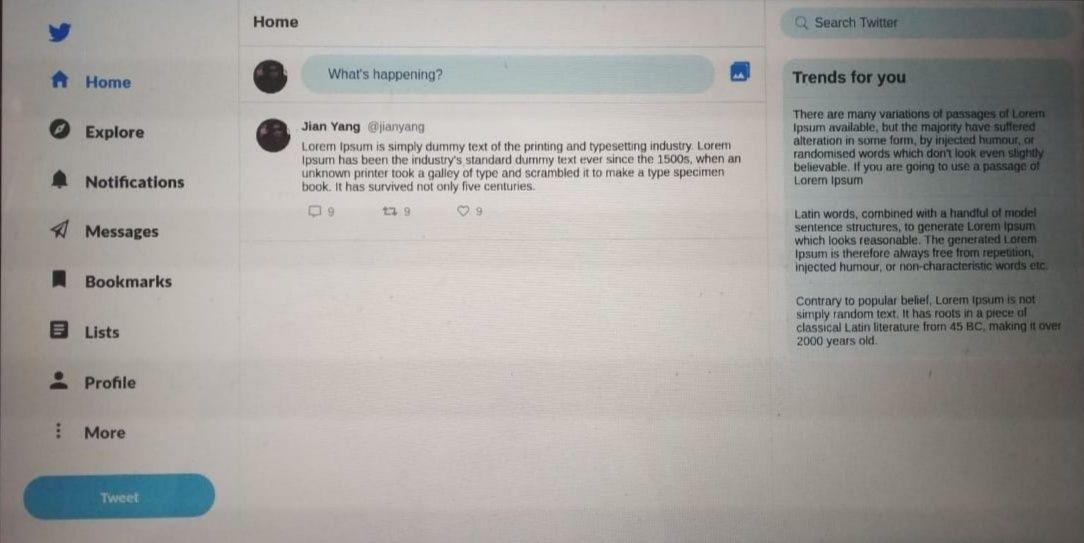 Home
Explore
Notifications
Messages
Bookmarks
Lists
Profile
More
Tweet
Home
What's happening?
Jian Yang @jianyang
Lorem Ipsum is simply dummy text of the printing and typesetting industry. Lorem
Ipsum has been the industry's standard dummy text ever since the 1500s, when an
unknown printer took a galley of type and scrambled it to make a type specimen
book. It has survived not only five centuries.
9 9 9
Search Twitter
Trends for you
There are many variations of passages of Lorem
Ipsum available, but the majority have suffered
alteration in some form, by injected humour, or
randomised words which don't look even slightly
believable. If you are going to use a passage of
Lorem Ipsum
Latin words, combined with a handful of model
sentence structures, to generate Lorem Ipsum
which looks reasonable. The generated Lorem
Ipsum is therefore always free from repetition,
injected humour, or non-characteristic words etc.
Contrary to popular belief, Lorem Ipsum is not
simply random text. It has roots in a piece of
classical Latin literature from 45 BC, making it over
2000 years old.